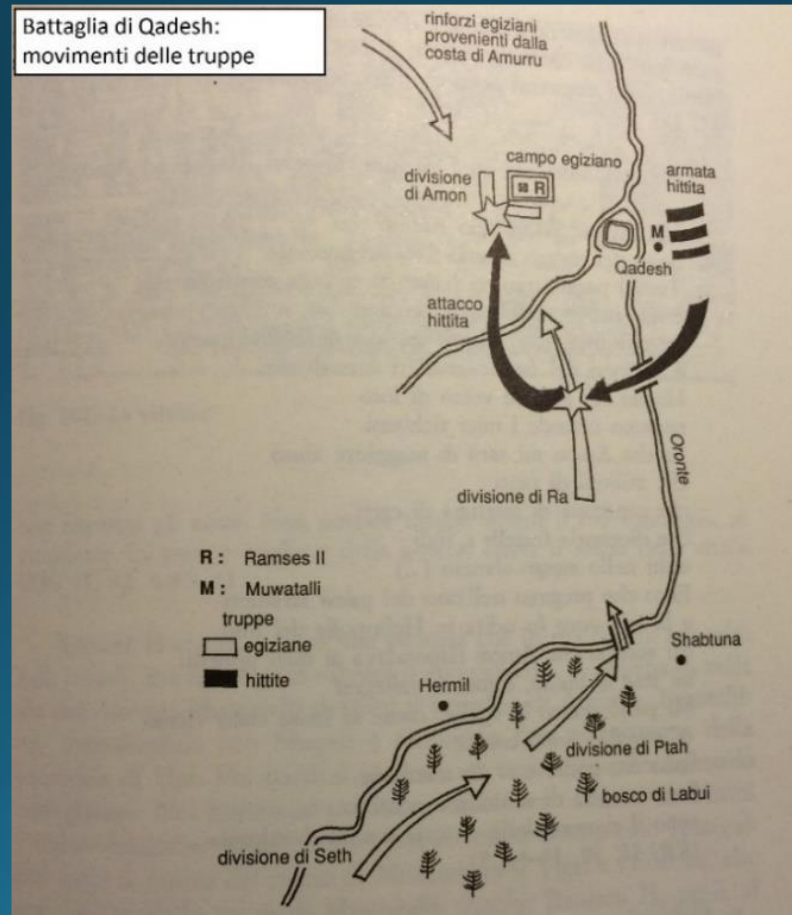 Battaglia di Qadesh:
movimenti delle truppe
rinforzi egiziani
provenienti dalla
costa di Amurru
campo egiziano
divisione
di Amon
R
armata
hittita
M
Qadesh
attacco
hittita
Oronte
divisione di Ra
R : Ramses II
M : Muwatalli
truppe
egiziane
hittite
Shabtuna
Hermil
divisione di Ptah
bosco di Labui
divisione di Seth